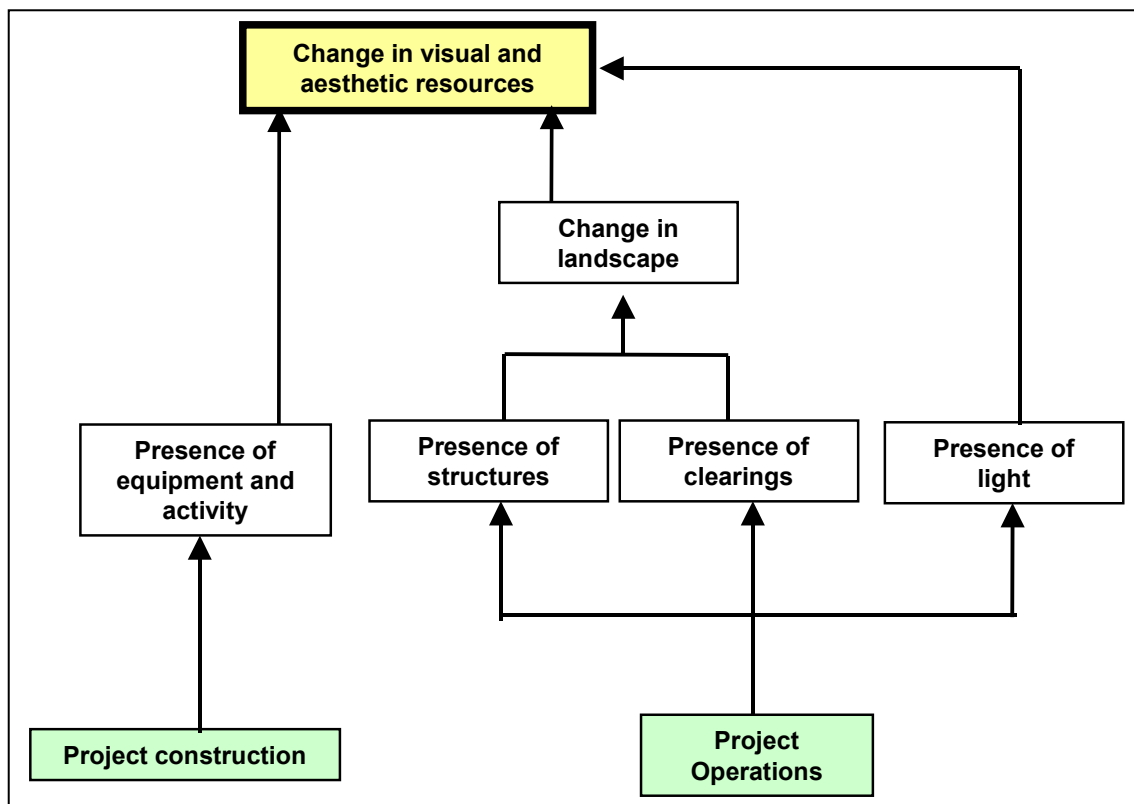 Change in visual and
aesthetic resources
Change in
landscape
Presence of
equipment and
activity
Presence of
structures
Presence of
clearings
Presence of
light
Project construction
Project
Operations